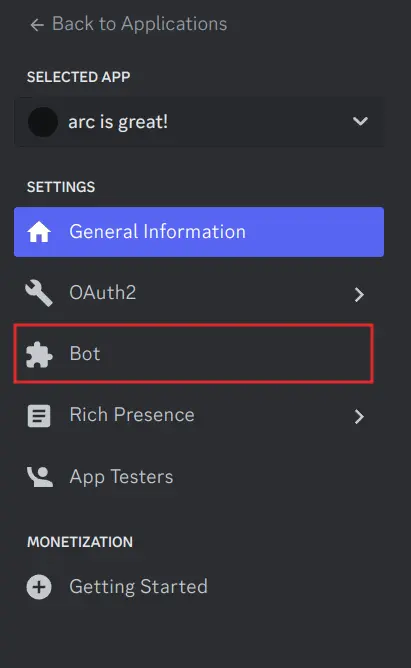 ← Back to Applications
SELECTED APP
arc is great!
SETTINGS
General Information
OAuth2
Bot
Rich Presence
App Testers
MONETIZATION
Getting Started